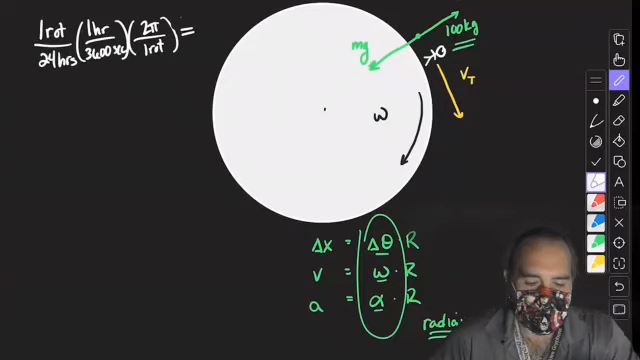 1rot/24hrs (1hr/3600sec)(2π/1rot) =
100kg
mg
V_T
ω
Δx = Δθ R
v = ω · R
a = α · R